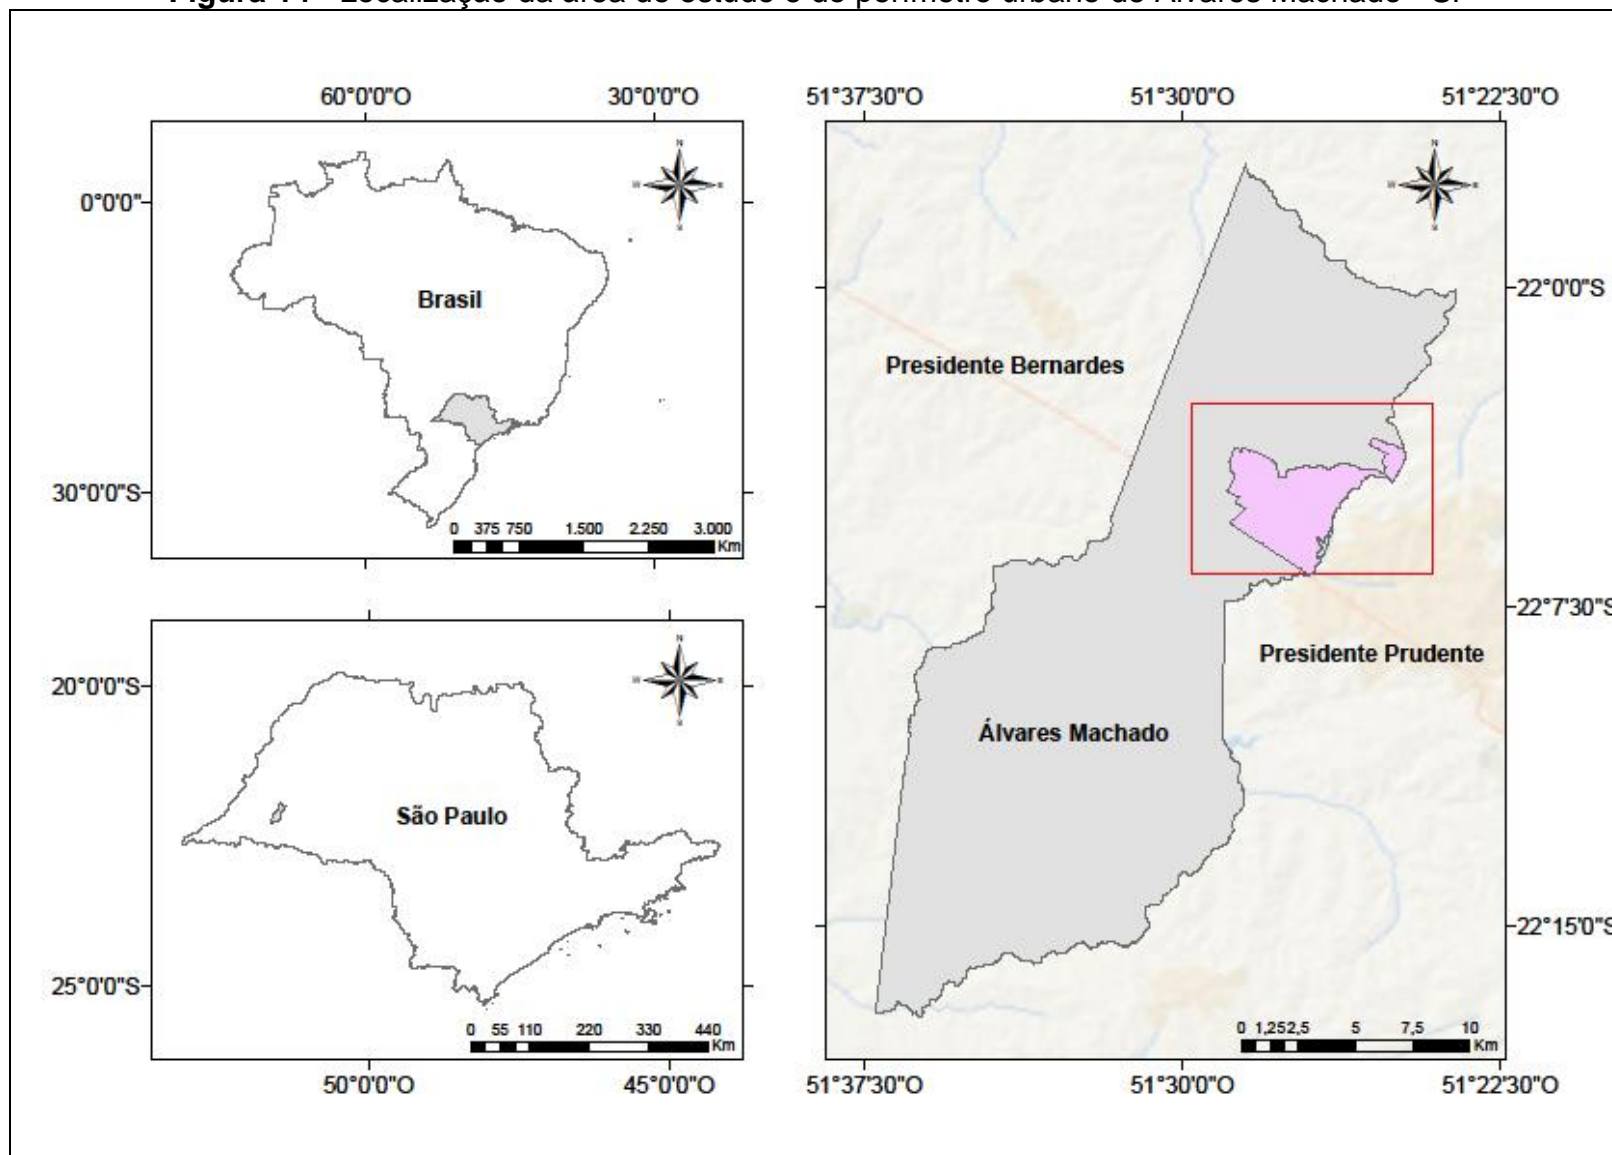 Localização da área de estudo e do perímetro urbano de Álvares Machado - SP
60°0'0"O 30°0'0"O
0°0'0"
Brasil
30°0'0"S
0 375 750 1.500 2.250 3.000
Km
20°0'0"S
São Paulo
25°0'0"S
0 55 110 220 330 440
Km
50°0'0"O 45°0'0"O
51°37'30"O 51°30'0"O 51°22'30"O
22°0'0"S
Presidente Bernardes
22°7'30"S
Presidente Prudente
Álvares Machado
22°15'0"S
0 1,25 2,5 5 7,5 10
Km
51°37'30"O 51°30'0"O 51°22'30"O